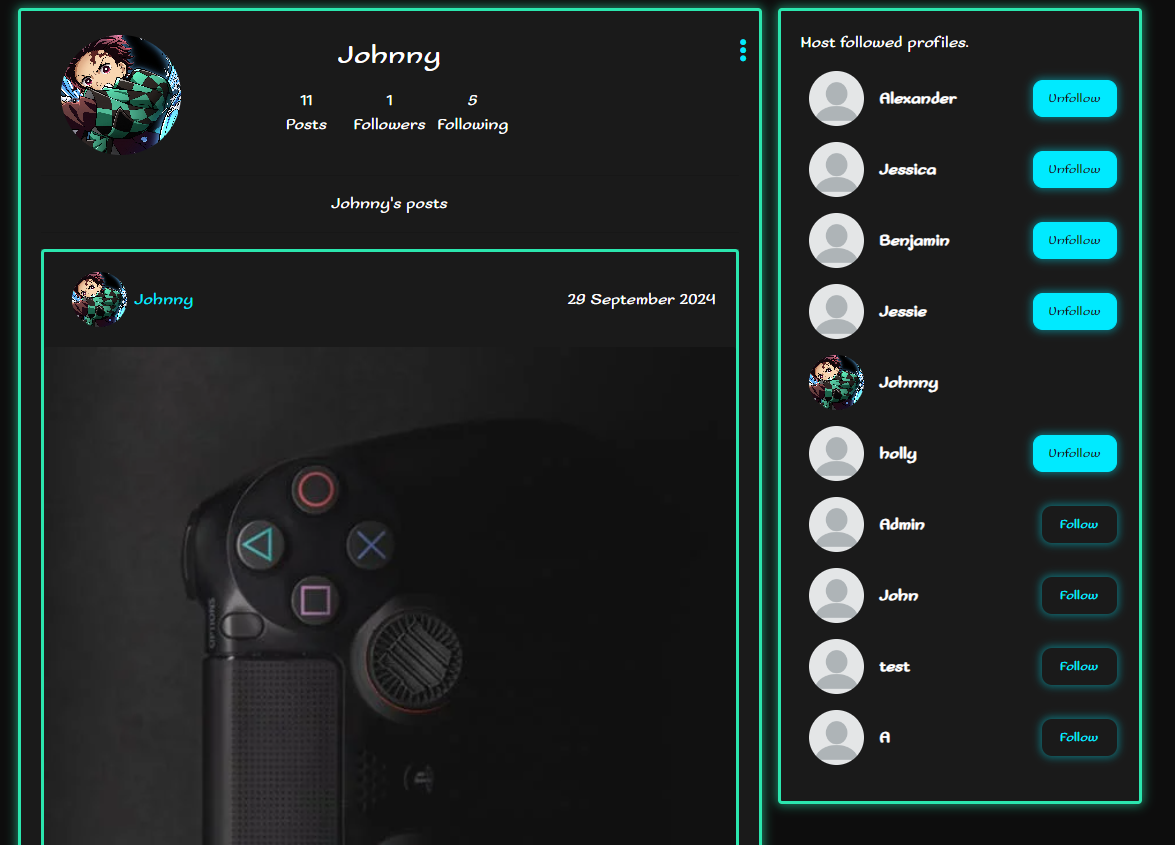 Johnny
11 1 5
Posts Followers Following
Johnny's posts
Johnny 29 September 2024
OPTIONS
Most followed profiles.
Alexander Unfollow
Jessica Unfollow
Benjamin Unfollow
Jessie Unfollow
Johnny
holly Unfollow
Admin Follow
John Follow
test Follow
A Follow